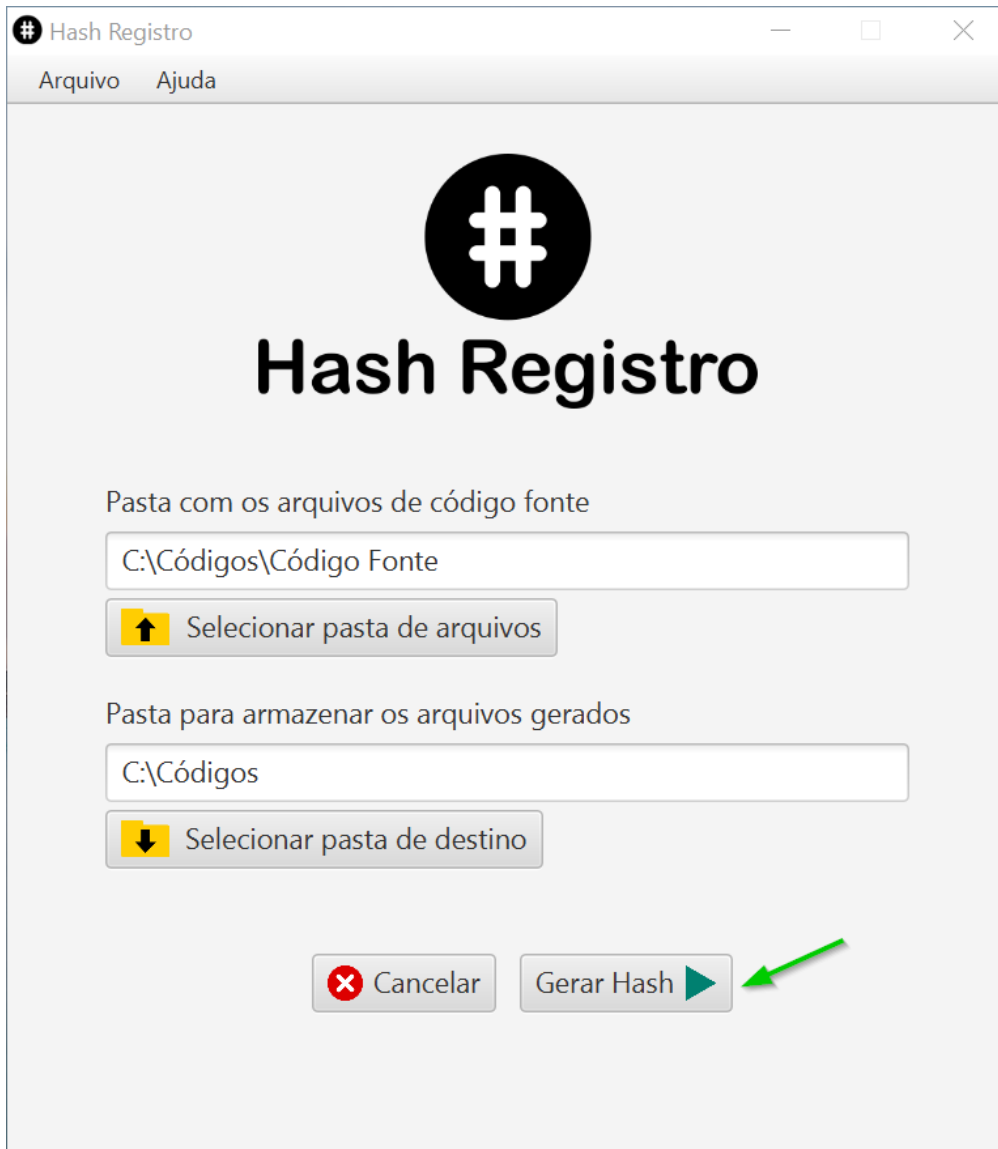 Hash Registro
Arquivo Ajuda
#
Hash Registro
Pasta com os arquivos de código fonte
C:\Códigos\Código Fonte
Selecionar pasta de arquivos
Pasta para armazenar os arquivos gerados
C:\Códigos
Selecionar pasta de destino
Cancelar Gerar Hash